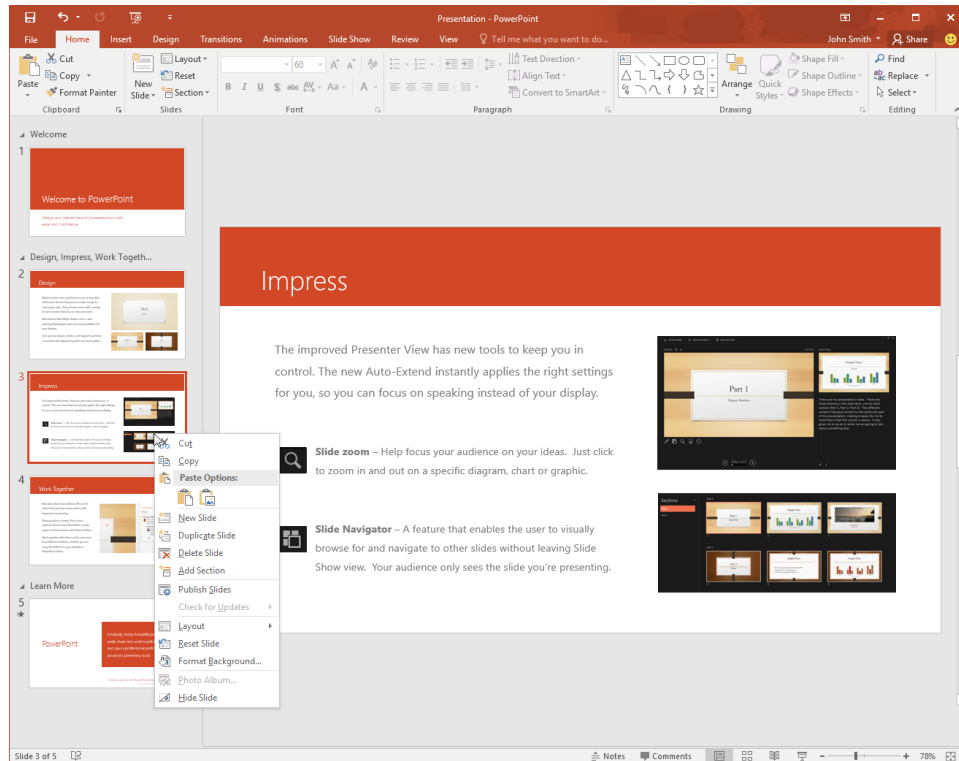 Presentation - PowerPoint
File Home Insert Design Transitions Animations Slide Show Review View Tell me what you want to do... John Smith Share
Paste Cut Copy Format Painter Clipboard
New Slide Layout Reset Section Slides
60 Aa A B I U S abc AV Font
Text Direction Align Text Convert to SmartArt Paragraph
Arrange Quick Styles Shape Fill Shape Outline Shape Effects Drawing
Find Replace Select Editing
Welcome
1
Welcome to PowerPoint
Design, Impress, Work Togeth...
2
Design
3
Impress
4
Work Together
Learn More
5
PowerPoint
Cut
Copy
Paste Options:
New Slide
Duplicate Slide
Delete Slide
Add Section
Publish Slides
Check for Updates
Layout
Reset Slide
Format Background...
Photo Album...
Hide Slide
Impress
The improved Presenter View has new tools to keep you in
control. The new Auto-Extend instantly applies the right settings
for you, so you can focus on speaking instead of your display.
Slide zoom – Help focus your audience on your ideas. Just click
to zoom in and out on a specific diagram, chart or graphic.
Slide Navigator – A feature that enables the user to visually
browse for and navigate to other slides without leaving Slide
Show view. Your audience only sees the slide you're presenting.
Part 1
Sections
Slide 3 of 5 Notes Comments 78%